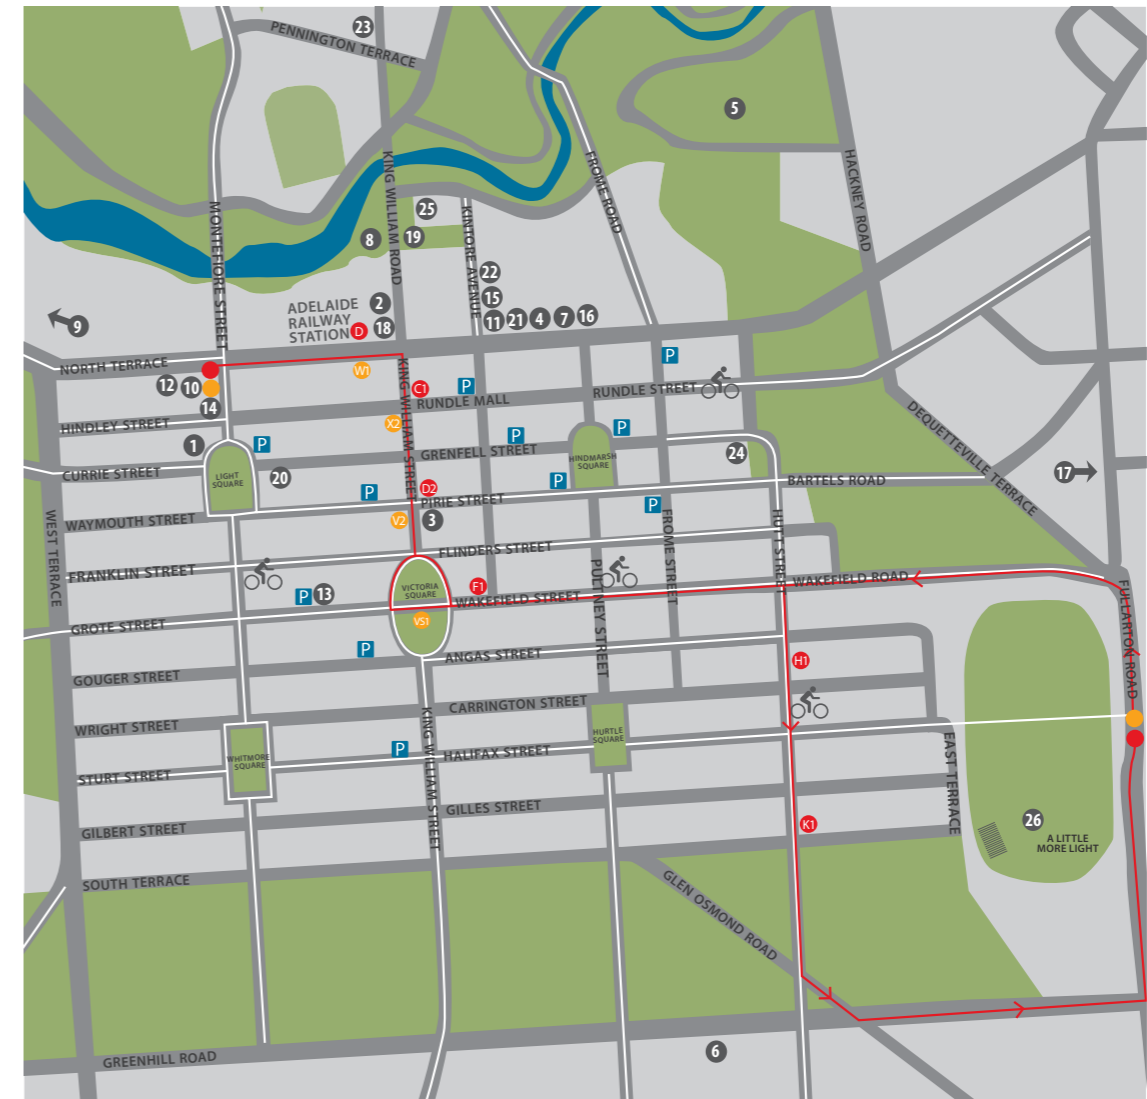 23
PENNINGTON TERRACE
5
KING WILLIAM ROAD
FROME ROAD
HACKNEY ROAD
MONTEFIORE STREET
25
KINTORE AVENUE
8
19
22
2
15
ADELAIDE
RAILWAY
STATION
D
18
11
21
4
7
16
9
NORTH TERRACE
W1
P
12
10
14
C1
P
KING WILLIAM STREET
RUNDLE MALL
RUNDLE STREET
HINDLEY STREET
X2
P
P
DEQUETTEVILLE TERRACE
1
P
GRENFELL STREET
HINDMARSH
SQUARE
24
17
CURRIE STREET
LIGHT
SQUARE
20
P
D2
P
BARTELS ROAD
WEST TERRACE
WAYMOUTH STREET
V2
3
PIRIE STREET
P
FROME STREET
HUTT STREET
FRANKLIN STREET
FLINDERS STREET
PULTNEY STREET
VICTORIA
SQUARE
F1
WAKEFIELD ROAD
P
13
WAKEFIELD STREET
FULLARTON ROAD
GROTE STREET
VS1
P
ANGAS STREET
H1
GOUGER STREET
CARRINGTON STREET
KING WILLIAM STREET
WRIGHT STREET
HURTLE
SQUARE
EAST TERRACE
P
HALIFAX STREET
WHITMORE
SQUARE
STURT STREET
GILLES STREET
K1
26
GILBERT STREET
A LITTLE
MORE LIGHT
SOUTH TERRACE
GLEN OSMOND ROAD
6
GREENHILL ROAD